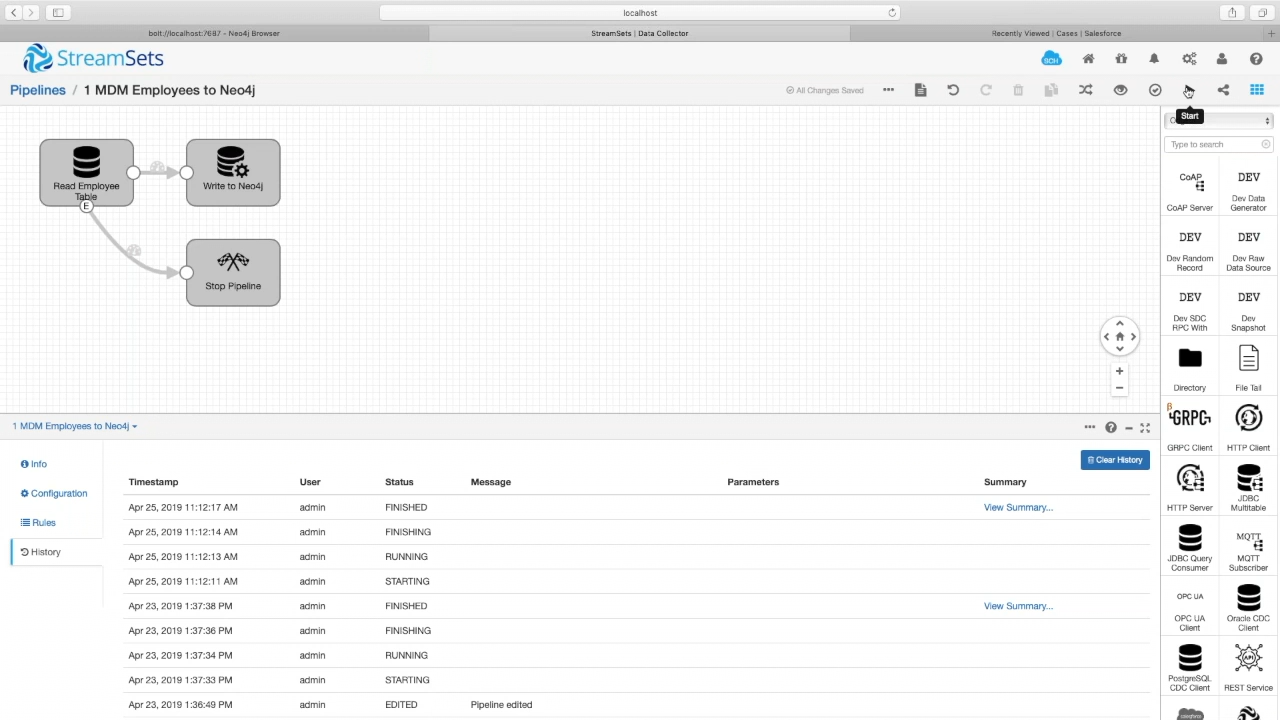 localhost
bolt://localhost:7687 - Neo4j Browser
StreamSets | Data Collector
Recently Viewed | Cases | Salesforce
StreamSets
SCH
Pipelines / 1 MDM Employees to Neo4j
All Changes Saved
Start
Type to search
Read Employee
Table
E
Write to Neo4j
Stop Pipeline
CoAP
CoAP Server
DEV
Dev Data
Generator
DEV
Dev Random
Record
DEV
Dev Raw
Data Source
DEV
Dev SDC
RPC With
DEV
Dev
Snapshot
Directory
File Tail
β
GRPC
GRPC Client
HTTP Client
HTTP Server
JDBC
Multitable
JDBC Query
Consumer
MQTT
MQTT
Subscriber
OPC UA
OPC UA
Client
Oracle CDC
Client
PostgreSQL
CDC Client
API
REST Service
salesforce
1 MDM Employees to Neo4j
Info
Configuration
Rules
History
Clear History
Timestamp User Status Message Parameters Summary
Apr 25, 2019 11:12:17 AM admin FINISHED View Summary...
Apr 25, 2019 11:12:14 AM admin FINISHING
Apr 25, 2019 11:12:13 AM admin RUNNING
Apr 25, 2019 11:12:11 AM admin STARTING
Apr 23, 2019 1:37:38 PM admin FINISHED View Summary...
Apr 23, 2019 1:37:36 PM admin FINISHING
Apr 23, 2019 1:37:34 PM admin RUNNING
Apr 23, 2019 1:37:33 PM admin STARTING
Apr 23, 2019 1:36:49 PM admin EDITED Pipeline edited